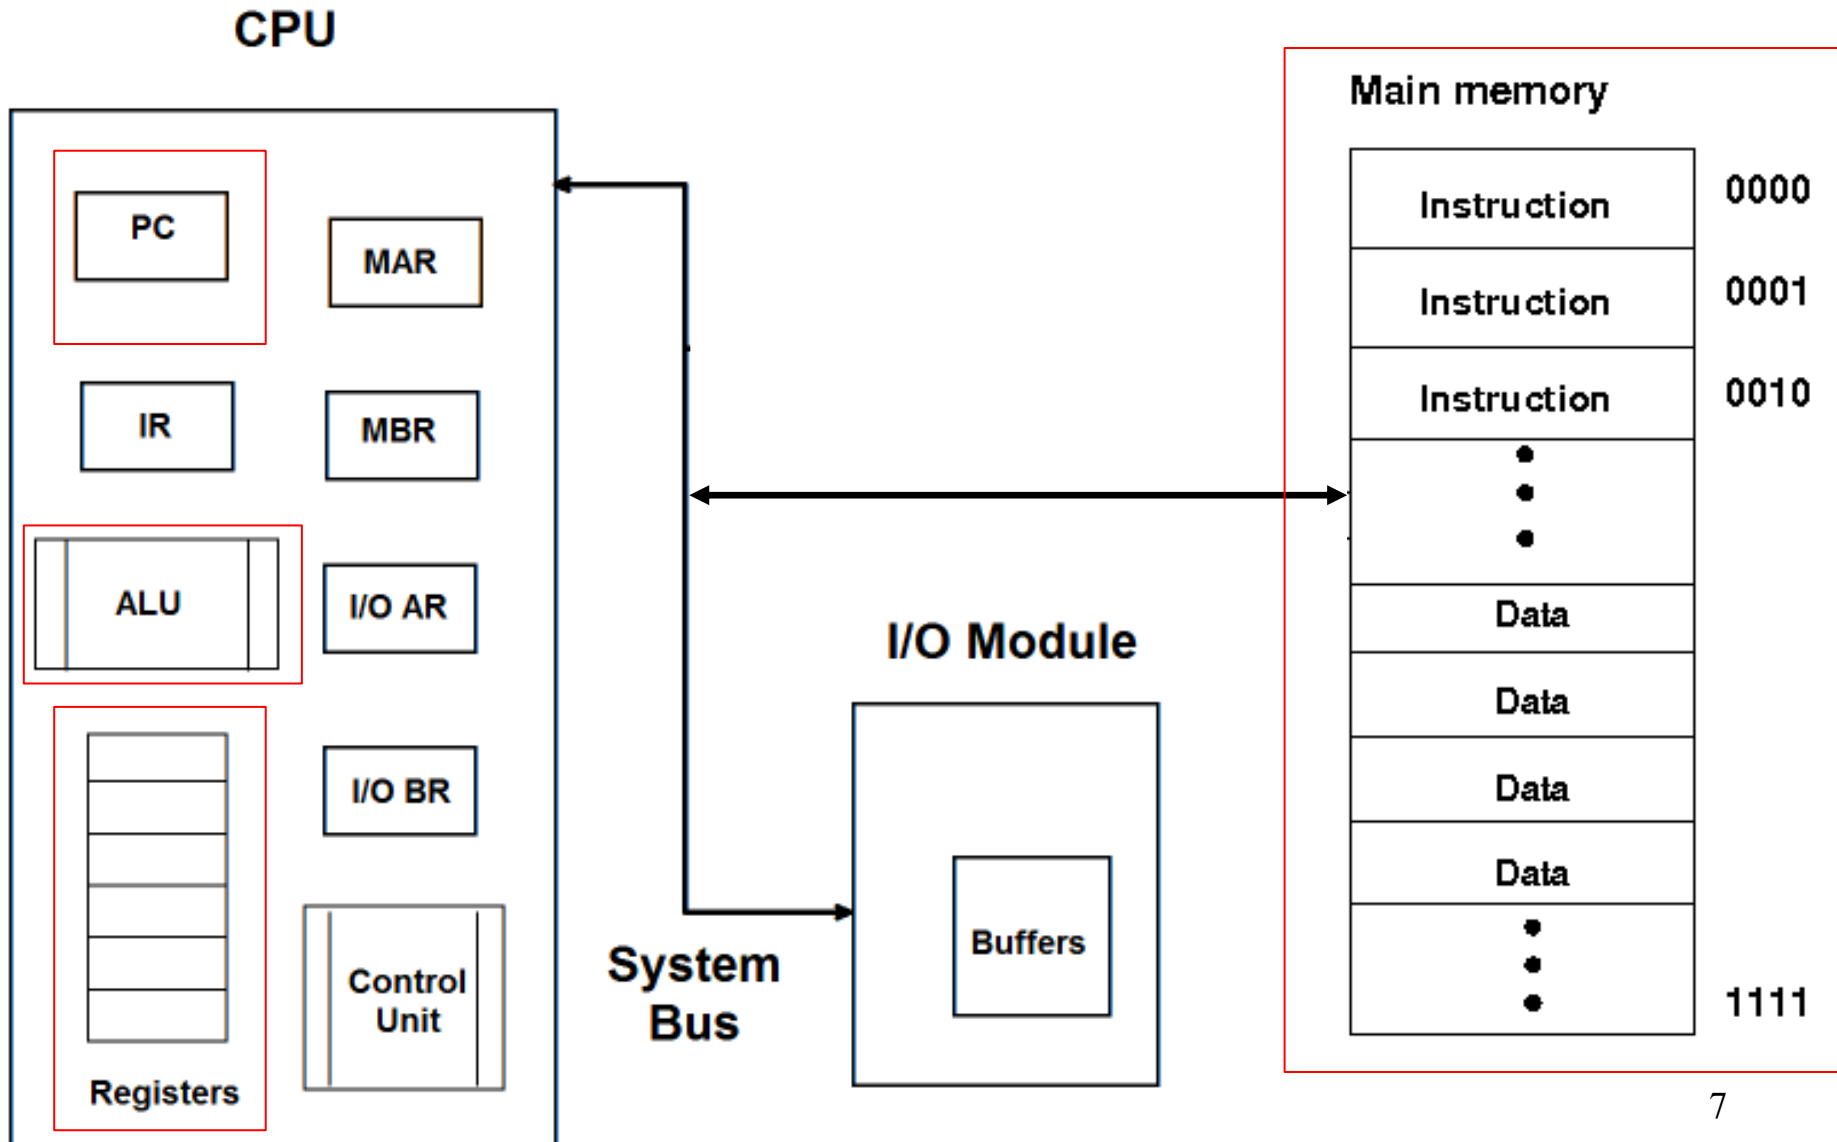 CPU
PC
MAR
IR
MBR
ALU
I/O AR
I/O BR
Registers
Control
Unit
System
Bus
I/O Module
Buffers
Main memory
Instruction 0000
Instruction 0001
Instruction 0010
Data
Data
Data
Data
1111
7